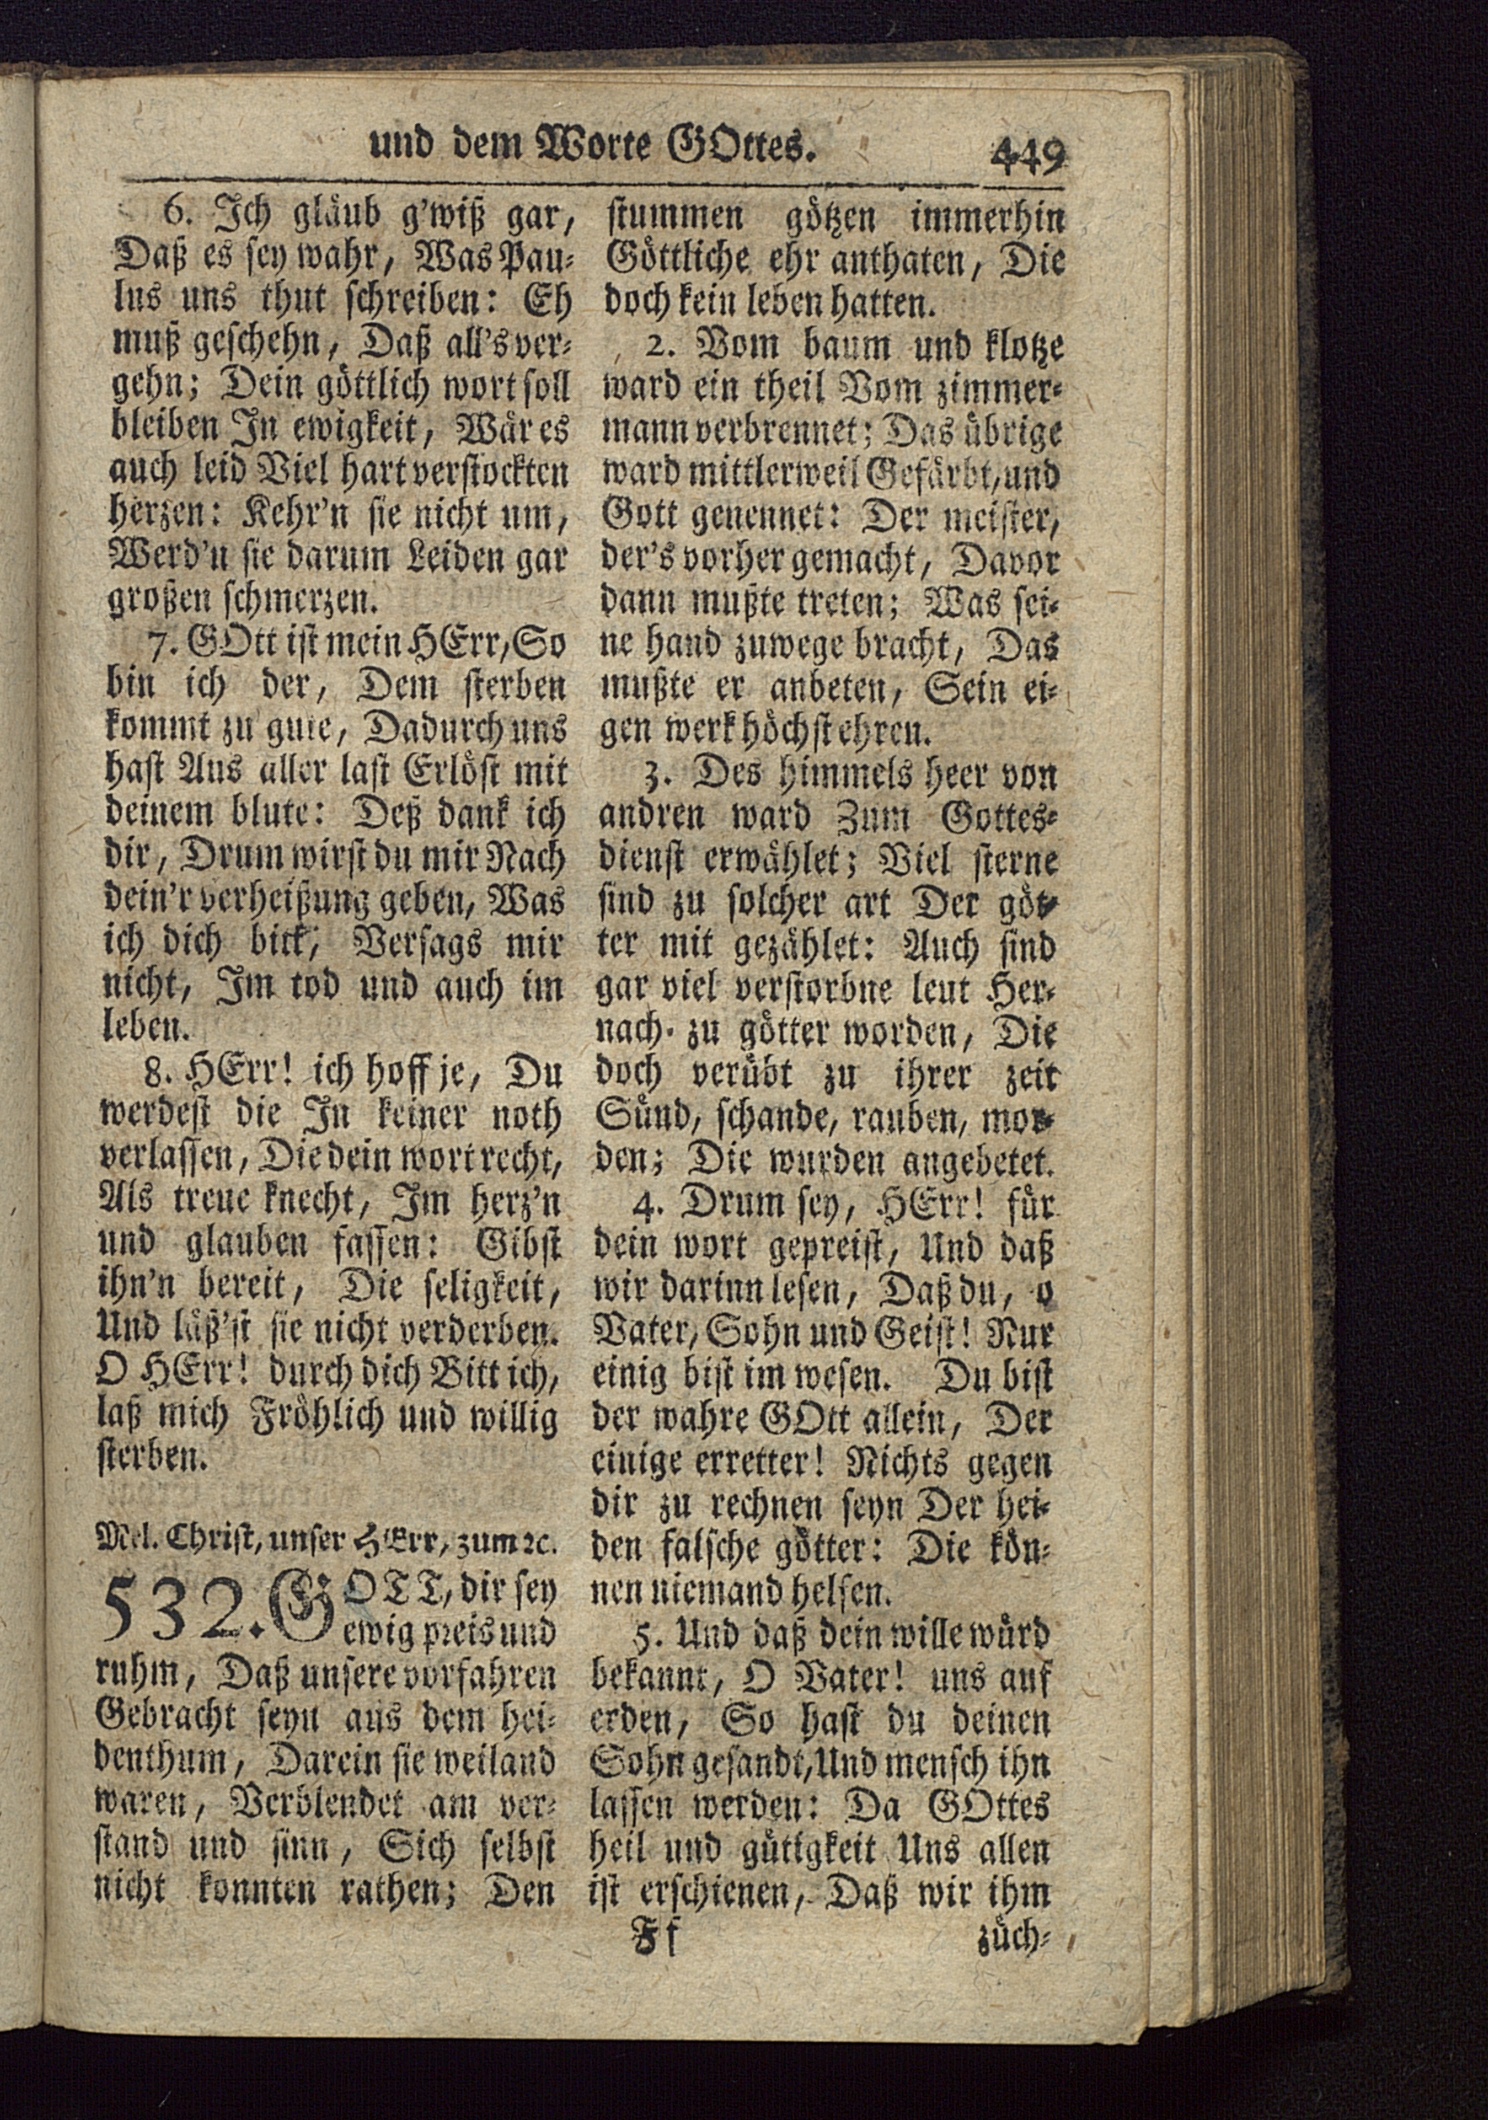 und dem Worte GOttes. 449
6. Ich gläub g'wiß gar,
Daß es sey wahr, Was Pau-
lus uns thut schreiben: Eh
muß geschehn, Daß all's ver-
gehn; Dein göttlich wort soll
bleiben In ewigkeit, Wär es
auch leid Viel hart verstockten
herzen: Kehr'n sie nicht um,
Werd'n sie darum Leiden gar
großen schmerzen.
7. GOtt ist mein HErr, So
bin ich der, Dem sterben
kommt zu gute, Dadurch uns
hast Aus aller last Erlöst mit
deinem blute: Deß dank ich
dir, Drum wirst du mir Nach
dein'r verheißung geben, Was
ich dich bitt, Versags mir
nicht, Im tod und auch im
leben.
8. HErr! ich hoff je, Du
werdest die In keiner noth
verlassen, Die dein wort recht,
Als treue knecht, Im herz'n
und glauben fassen: Gibst
ihn'n bereit, Die seligkeit,
Und läß'st sie nicht verderben.
O HErr! durch dich Bitt ich,
laß mich Fröhlich und willig
sterben.
Mel. Christ, unser HErr, zum ꝛc.
532. GOTT, dir sey
ewig preis und
ruhm, Daß unsere vorfahren
Gebracht seyn aus dem hei-
denthum, Darein sie weiland
waren, Verblendet am ver-
stand und sinn, Sich selbst
nicht konnten rathen; Den
stummen götzen immerhin
Göttliche ehr anthaten, Die
doch kein leben hatten.
2. Vom baum und klotze
ward ein theil Vom zimmer-
mann verbrennet; Das übrige
ward mittlerweil Gefärbt, und
Gott genennet: Der meister,
der's vorher gemacht, Davor
dann mußte treten; Was sei-
ne hand zuwege bracht, Das
mußte er anbeten, Sein ei-
gen werk höchst ehren.
3. Des himmels heer von
andren ward Zum Gottes-
dienst erwählet; Viel sterne
sind zu solcher art Der göt-
ter mit gezählet: Auch sind
gar viel verstorbne leut Her-
nach zu götter worden, Die
doch verübt zu ihrer zeit
Sünd, schande, rauben, mor-
den; Die wurden angebetet.
4. Drum sey, HErr! für
dein wort gepreist, Und daß
wir darinn lesen, Daß du, o
Vater, Sohn und Geist! Nur
einig bist im wesen. Du bist
der wahre GOtt allein, Der
einige erretter! Nichts gegen
dir zu rechnen seyn Der hei-
den falsche götter: Die kön-
nen niemand helfen.
5. Und daß dein wille würd
bekannt, O Vater! uns auf
erden, So hast du deinen
Sohn gesandt, Und mensch ihn
lassen werden: Da GOttes
heil und gütigkeit Uns allen
ist erschienen, Daß wir ihm
Ff züch-